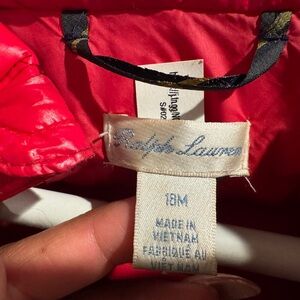 Ralph Lauren
18M
MADE IN
VIETNAM
FABRIQUÉ AU
VIET NAM